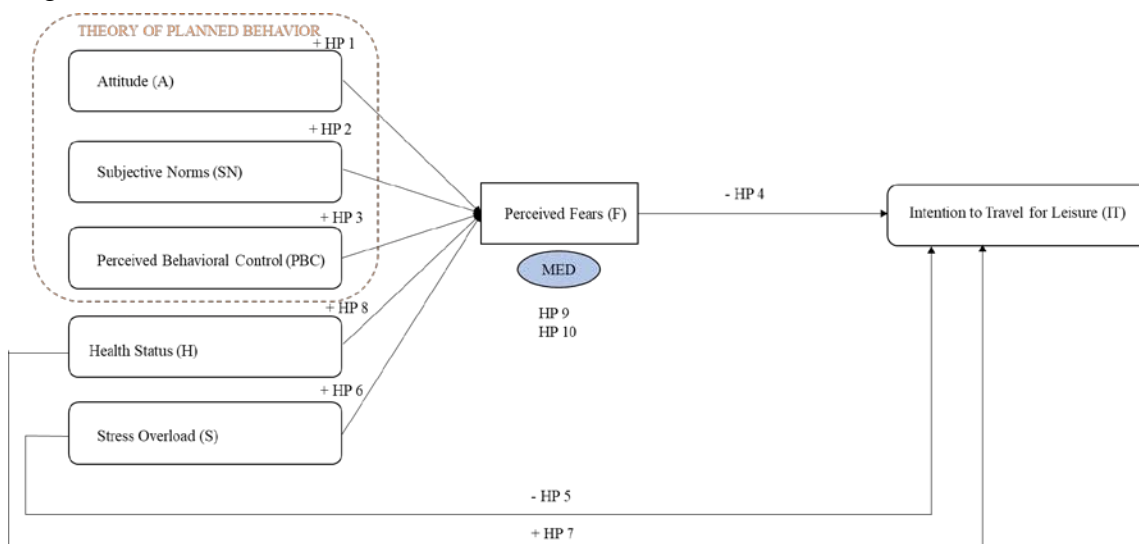 THEORY OF PLANNED BEHAVIOR
+ HP 1
Attitude (A)
+ HP 2
Subjective Norms (SN)
+ HP 3
Perceived Behavioral Control (PBC)
+ HP 8
Health Status (H)
+ HP 6
Stress Overload (S)
Perceived Fears (F)
MED
HP 9
HP 10
- HP 4
Intention to Travel for Leisure (IT)
- HP 5
+ HP 7